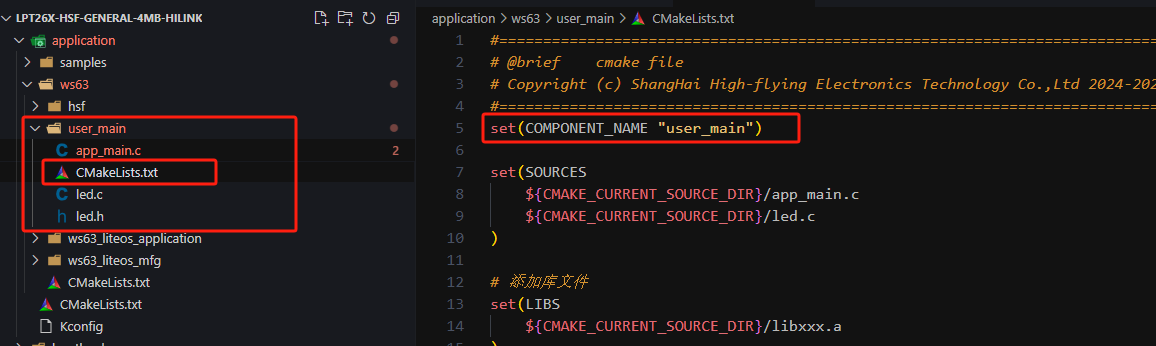 LPT26X-HSF-GENERAL-4MB-HILINK
application
samples
ws63
hsf
user_main
app_main.c 2
CMakeLists.txt
led.c
led.h
ws63_liteos_application
ws63_liteos_mfg
CMakeLists.txt
CMakeLists.txt
Kconfig
application > ws63 > user_main > CMakeLists.txt
1 #===========================================================================
2 # @brief cmake file
3 # Copyright (c) ShangHai High-flying Electronics Technology Co.,Ltd 2024-202
4 #===========================================================================
5 set(COMPONENT_NAME "user_main")
6
7 set(SOURCES
8 ${CMAKE_CURRENT_SOURCE_DIR}/app_main.c
9 ${CMAKE_CURRENT_SOURCE_DIR}/led.c
10 )
11
12 # 添加库文件
13 set(LIBS
14 ${CMAKE_CURRENT_SOURCE_DIR}/libxxx.a